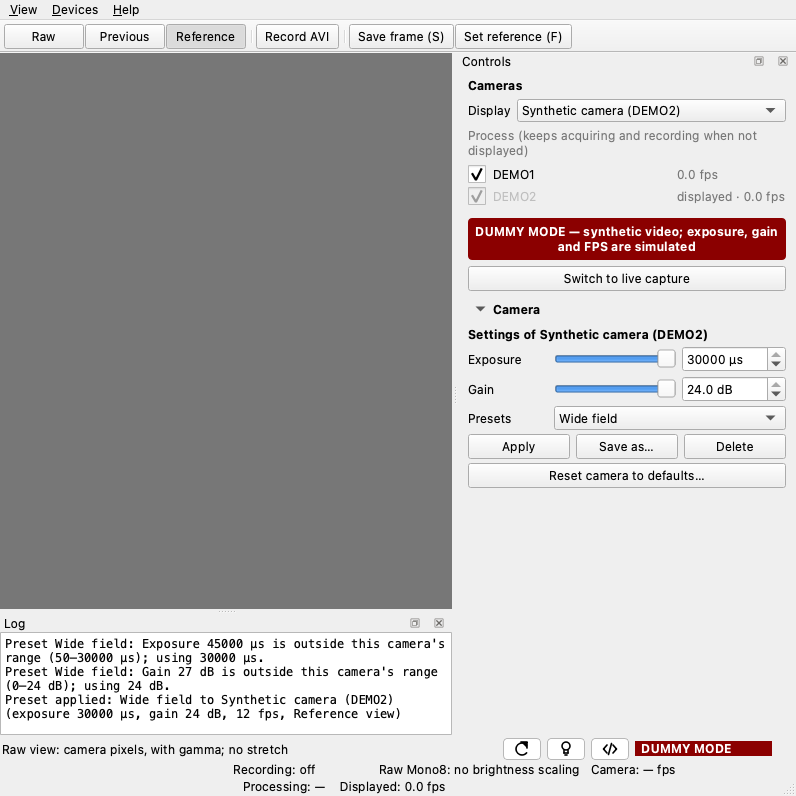 View Devices Help
Raw Previous Reference Record AVI Save frame (S) Set reference (F)
Controls
Cameras
Display Synthetic camera (DEMO2)
Process (keeps acquiring and recording when not
displayed)
DEMO1 0.0 fps
DEMO2 displayed · 0.0 fps
DUMMY MODE — synthetic video; exposure, gain
and FPS are simulated
Switch to live capture
Camera
Settings of Synthetic camera (DEMO2)
Exposure 30000 µs
Gain 24.0 dB
Presets Wide field
Apply Save as... Delete
Reset camera to defaults...
Log
Preset Wide field: Exposure 45000 µs is outside this camera's
range (50–30000 µs); using 30000 µs.
Preset Wide field: Gain 27 dB is outside this camera's range
(0–24 dB); using 24 dB.
Preset applied: Wide field to Synthetic camera (DEMO2)
(exposure 30000 µs, gain 24 dB, 12 fps, Reference view)
Raw view: camera pixels, with gamma; no stretch
DUMMY MODE
Recording: off Raw Mono8: no brightness scaling Camera: — fps
Processing: — Displayed: 0.0 fps